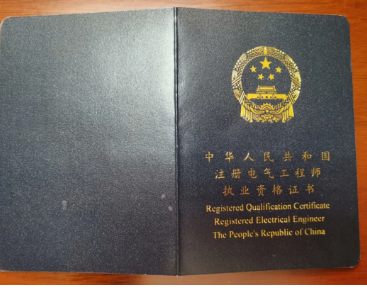 中华人民共和国
注册电气工程师
执业资格证书
Registered Qualification Certificate
Registered Electrical Engineer
The People's Republic of China